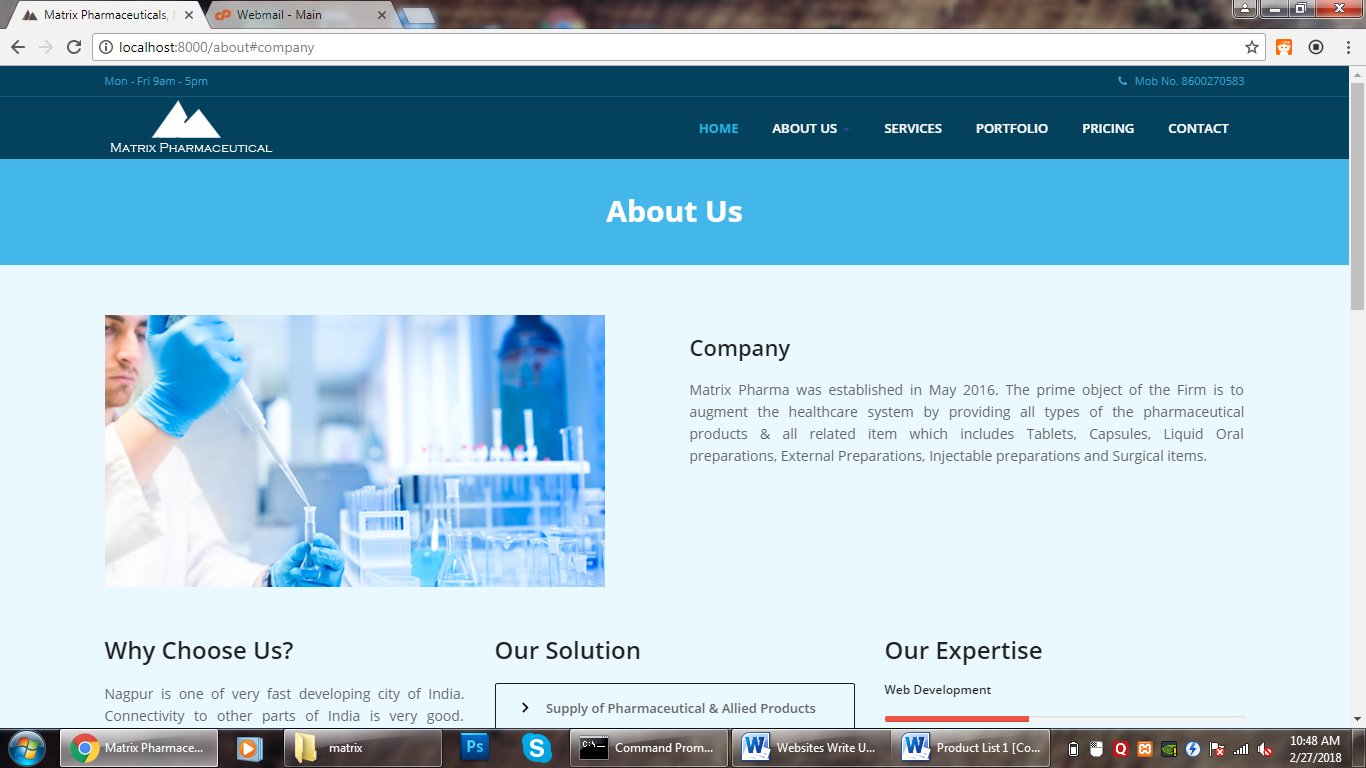 Matrix Pharmaceuticals,
Webmail - Main
localhost:8000/about#company
Mon - Fri 9am - 5pm
Mob No. 8600270583
MATRIX PHARMACEUTICAL
HOME
ABOUT US
SERVICES
PORTFOLIO
PRICING
CONTACT
About Us
Company
Matrix Pharma was established in May 2016. The prime object of the Firm is to
augment the healthcare system by providing all types of the pharmaceutical
products & all related item which includes Tablets, Capsules, Liquid Oral
preparations, External Preparations, Injectable preparations and Surgical items.
Why Choose Us?
Nagpur is one of very fast developing city of India.
Connectivity to other parts of India is very good.
Our Solution
Supply of Pharmaceutical & Allied Products
Our Expertise
Web Development
Matrix Pharmace...
matrix
Ps
C:\
Command Prom...
Websites Write U...
Product List 1 [Co...
10:48 AM
2/27/2018